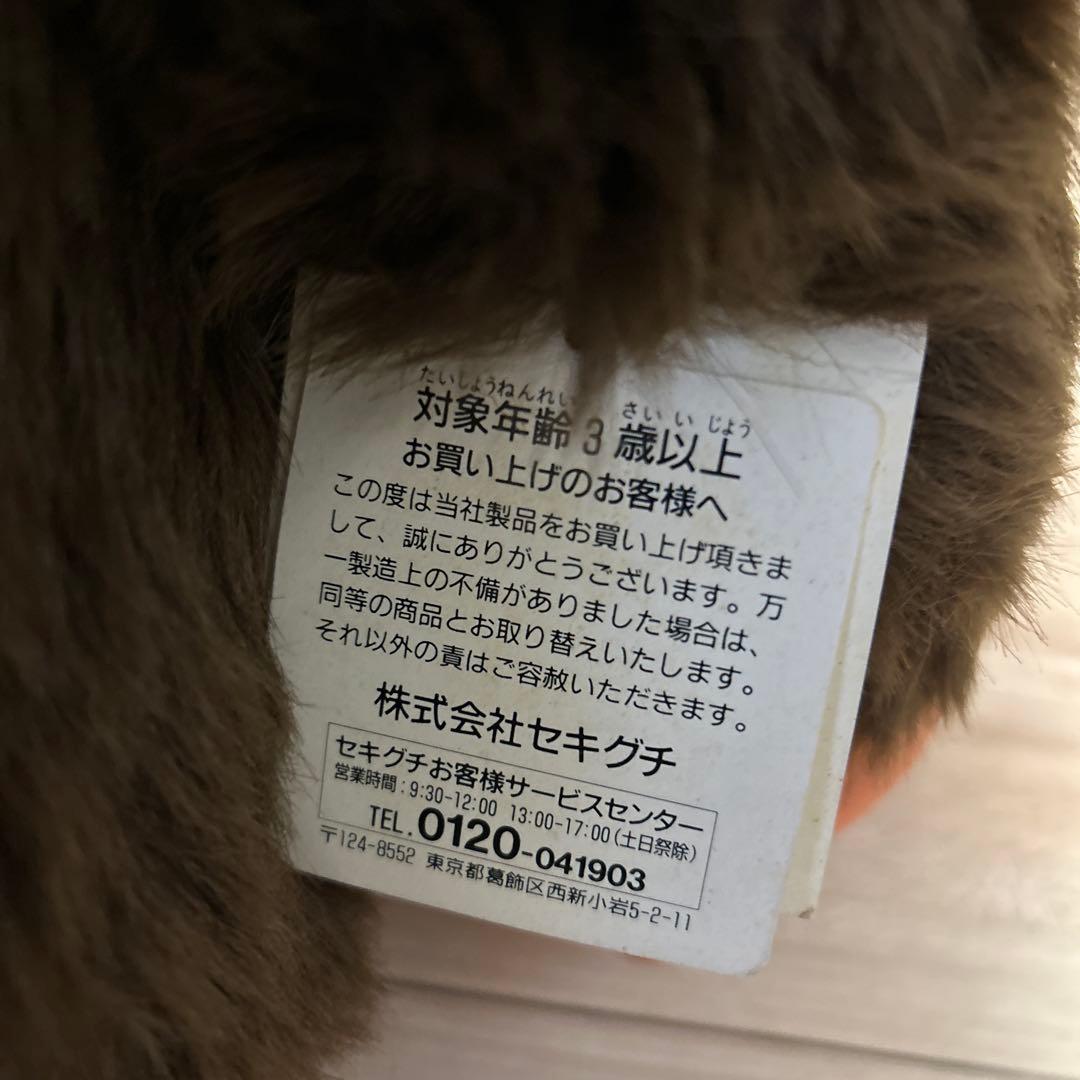 たいしょうねんれい
さいいじょう
対象年齢3歳以上
お買い上げのお客様へ
この度は当社製品をお買い上げ頂きま
して、誠にありがとうございます。万
一製造上の不備がありました場合は、
同等の商品とお取り替えいたします。
それ以外の責はご容赦いただきます。
株式会社セキグチ
セキグチお客様サービスセンター
営業時間:9:30-12:00 13:00-17:00(土日祭除)
TEL.0120-041903
〒124-8552 東京都葛飾区西新小岩5-2-11